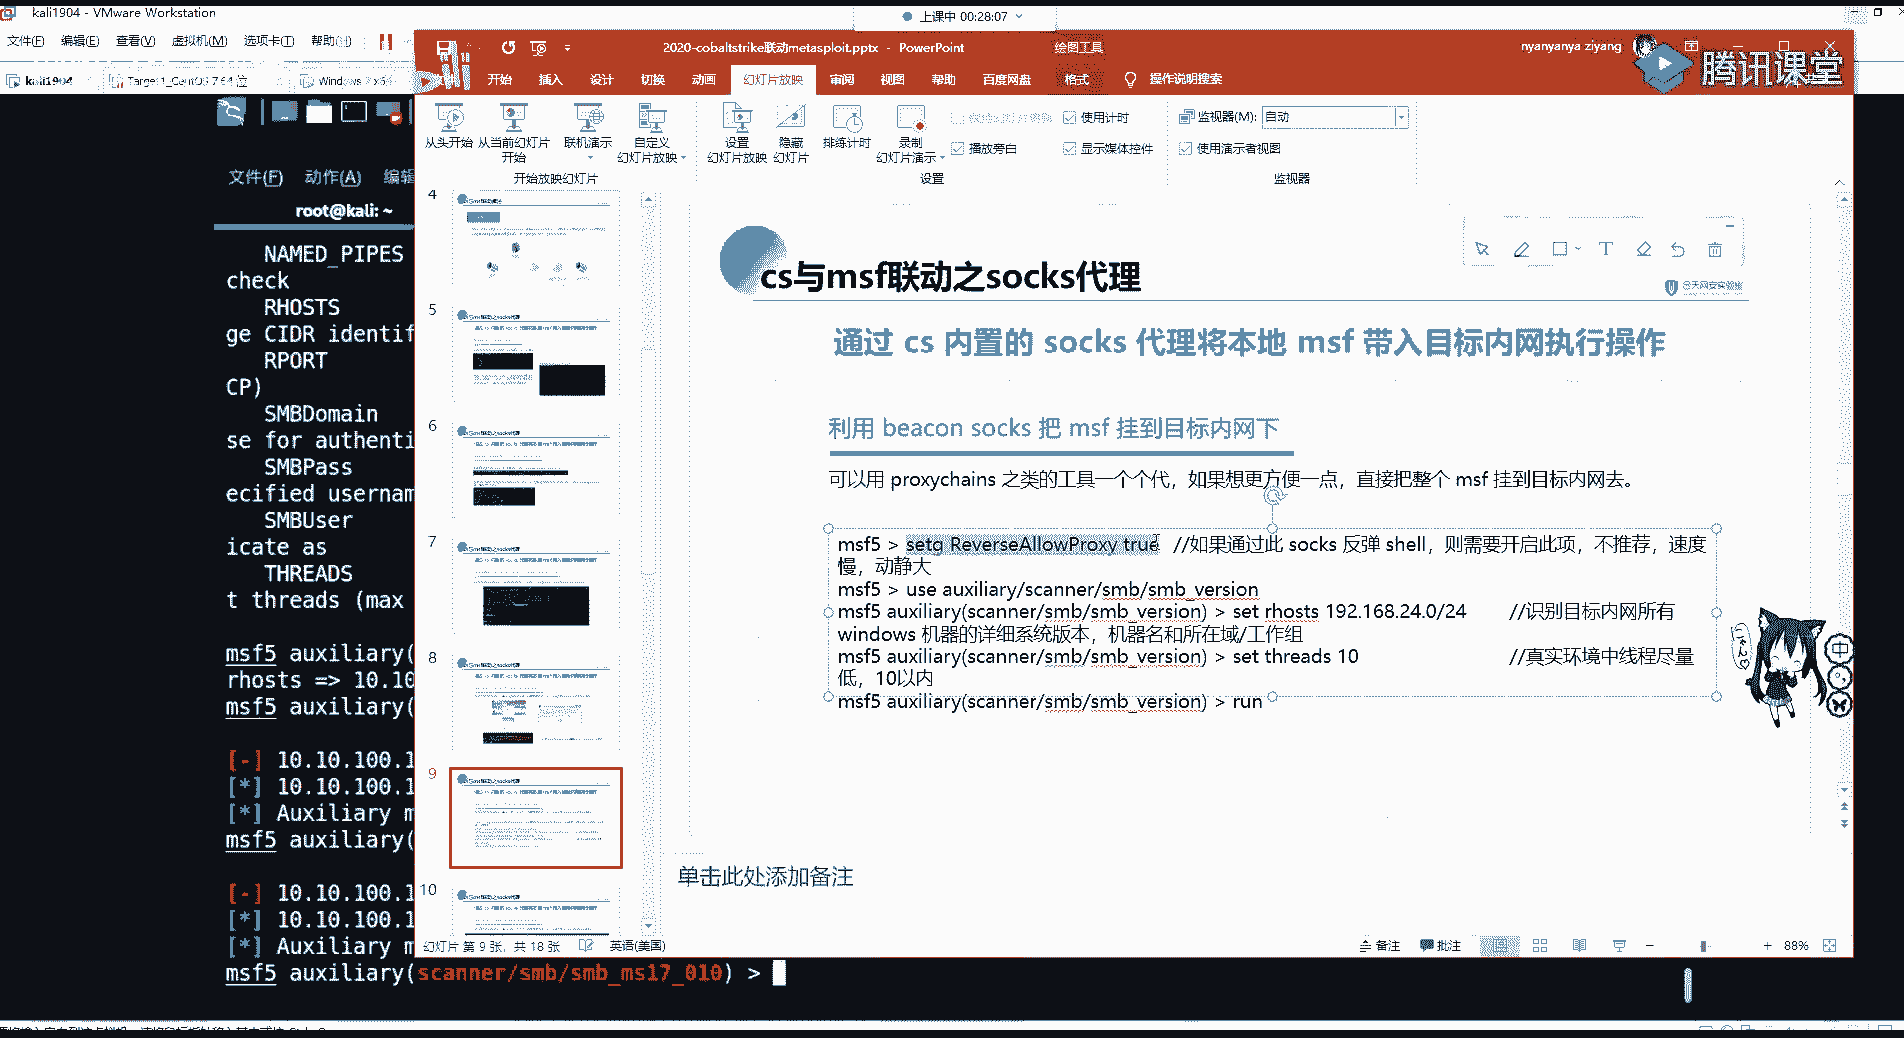 kali1904 - VMware Workstation
上课中 00:28:07
文件(F) 编辑(E) 查看(V) 虚拟机(M) 选项卡(T) 帮助(H)
kali1904
Target1_CentOS 7 64 位
2020-cobaltstrike联动metasploit.pptx - PowerPoint
绘图工具
nyanyanya ziyang
腾讯课堂
开始 插入 设计 切换 动画 幻灯片放映 审阅 视图 帮助 百度网盘 格式 操作说明搜索
从头开始 从当前幻灯片开始 联机演示 自定义幻灯片放映
开始放映幻灯片
设置幻灯片放映 隐藏幻灯片 排练计时 录制幻灯片演示
播放旁白
使用计时
显示媒体控件
设置
监视器(M): 自动
使用演示者视图
监视器
文件(F) 动作(A) 编辑
root@kali: ~
NAMED_PIPES
check
RHOSTS
ge CIDR identif
RPORT
CP)
SMBDomain
se for authenti
SMBPass
ecified usernam
SMBUser
icate as
THREADS
t threads (max
msf5 auxiliary(
rhosts => 10.10
msf5 auxiliary(
[-] 10.10.100.1
[*] 10.10.100.1
[*] Auxiliary m
msf5 auxiliary(
[-] 10.10.100.1
[*] 10.10.100.1
[*] Auxiliary m
msf5 auxiliary(scanner/smb/smb_ms17_010) >
4
5
6
7
8
9
10
cs与msf联动之socks代理
通过 cs 内置的 socks 代理将本地 msf 带入目标内网执行操作
利用 beacon socks 把 msf 挂到目标内网下
可以用 proxychains 之类的工具一个个代，如果想更方便一点，直接把整个 msf 挂到目标内网去。
msf5 > setg ReverseAllowProxy true //如果通过此 socks 反弹 shell，则需要开启此项，不推荐，速度
慢，动静大
msf5 > use auxiliary/scanner/smb/smb_version
msf5 auxiliary(scanner/smb/smb_version) > set rhosts 192.168.24.0/24 //识别目标内网所有
windows 机器的详细系统版本，机器名和所在域/工作组
msf5 auxiliary(scanner/smb/smb_version) > set threads 10 //真实环境中线程尽量
低，10以内
msf5 auxiliary(scanner/smb/smb_version) > run
中
单击此处添加备注
幻灯片 第 9 张，共 18 张 英语(美国)
备注 批注
88%